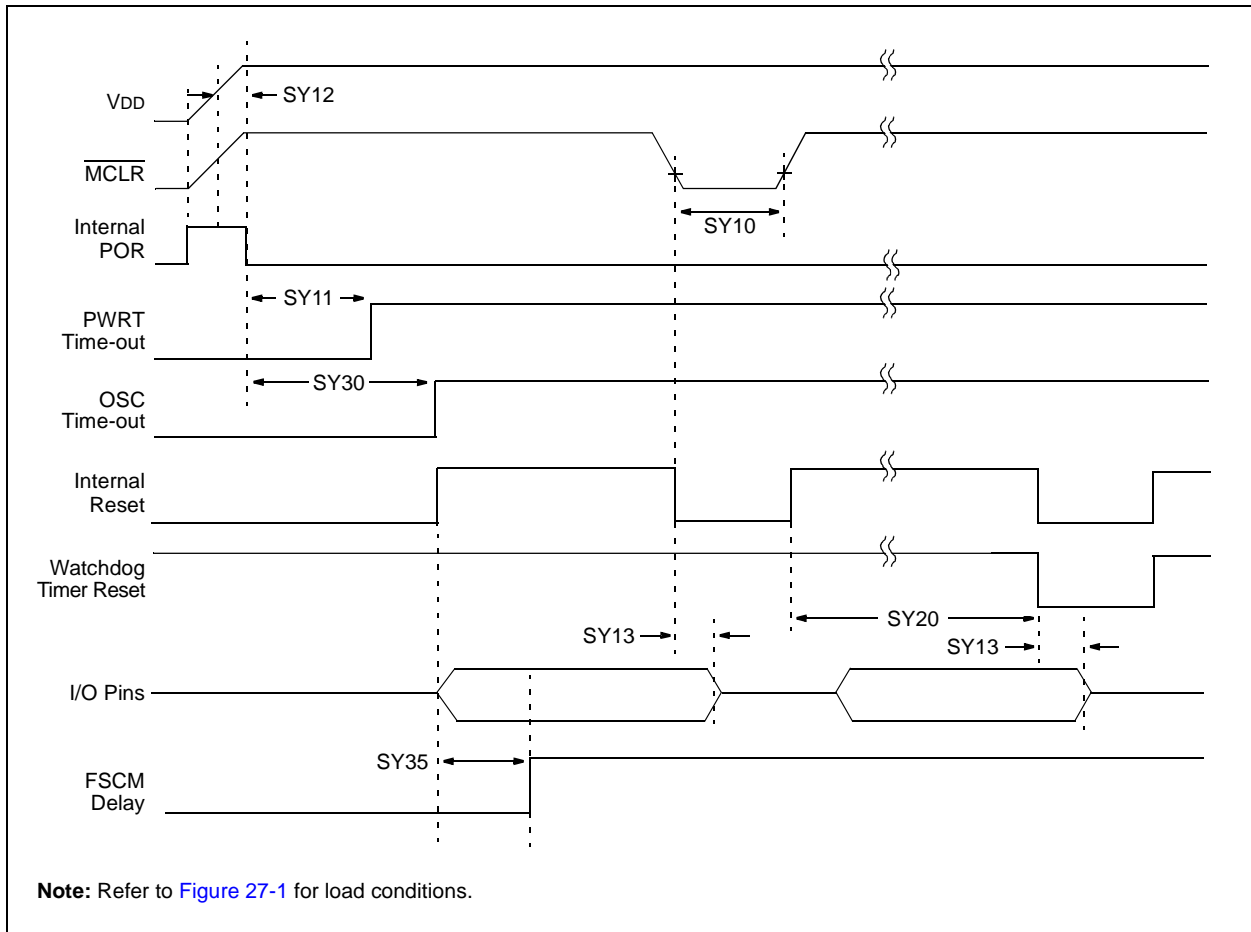 VDD
SY12
MCLR
SY10
Internal
POR
SY11
PWRT
Time-out
SY30
OSC
Time-out
Internal
Reset
Watchdog
Timer Reset
SY20
SY13
SY13
I/O Pins
SY35
FSCM
Delay
Note: Refer to Figure 27-1 for load conditions.